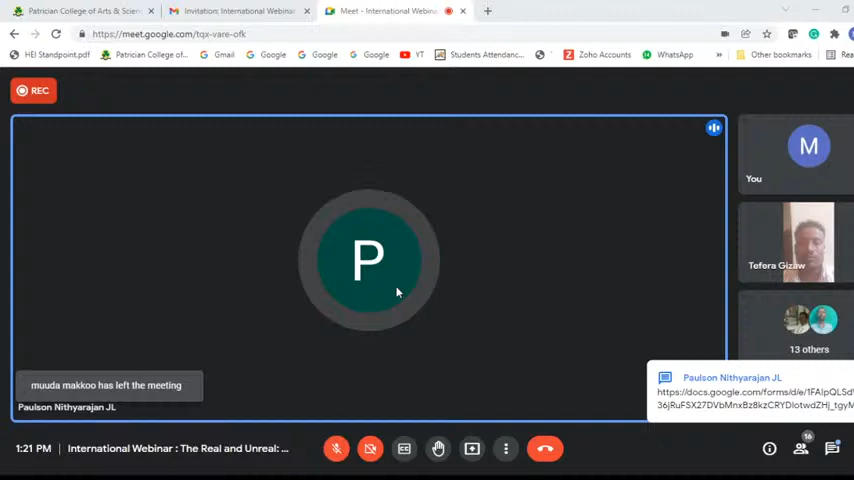 Patrician College of Arts & Scien
Invitation: International Webinar
Meet - International Webina
https://meet.google.com/tqx-vare-ofk
HEI Standpoint.pdf
Patrician College of...
Gmail
Google
Google
Google
YT
Students Attendanc...
Zoho Accounts
WhatsApp
»
Other bookmarks
Rea
REC
M
You
P
Tefera Gizaw
13 others
muuda makkoo has left the meeting
Paulson Nithyarajan JL
Paulson Nithyarajan JL
https://docs.google.com/forms/d/e/1FAIpQLSd
1:21 PM | International Webinar : The Real and Unreal: ...
16